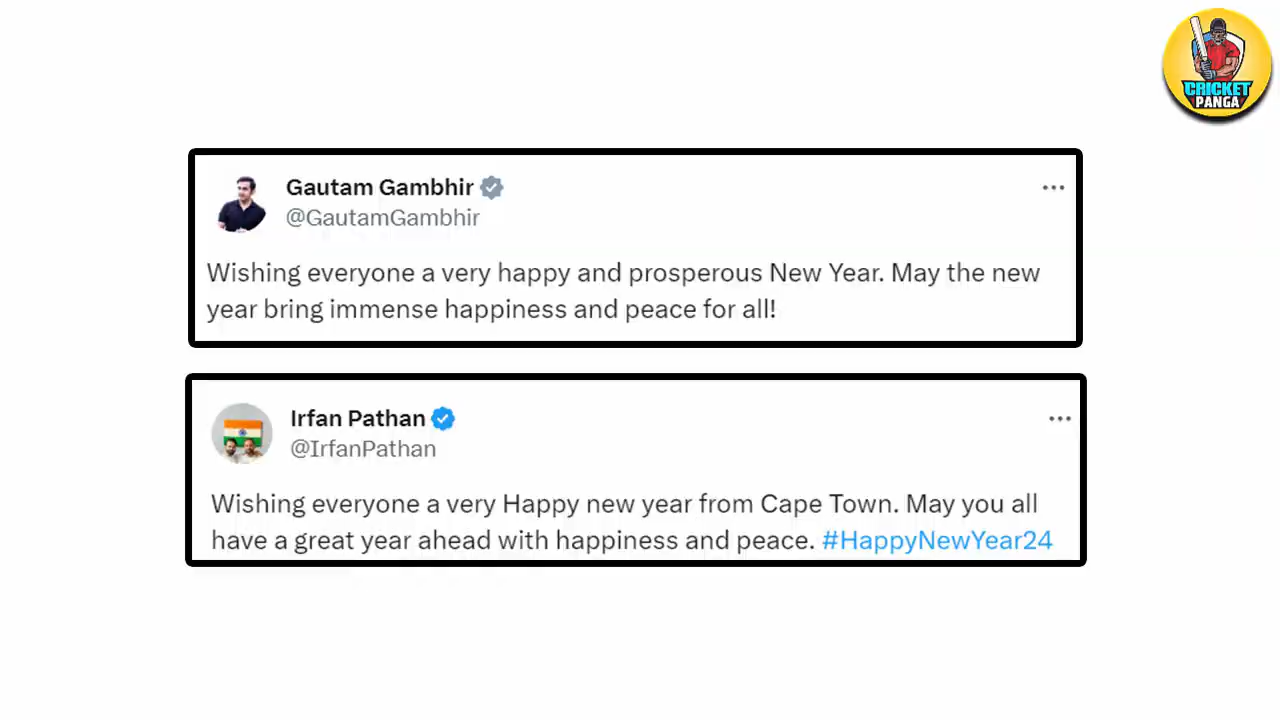 CRICKET
PANGA
Gautam Gambhir
@GautamGambhir
Wishing everyone a very happy and prosperous New Year. May the new
year bring immense happiness and peace for all!
Irfan Pathan
@IrfanPathan
Wishing everyone a very Happy new year from Cape Town. May you all
have a great year ahead with happiness and peace. #HappyNewYear24